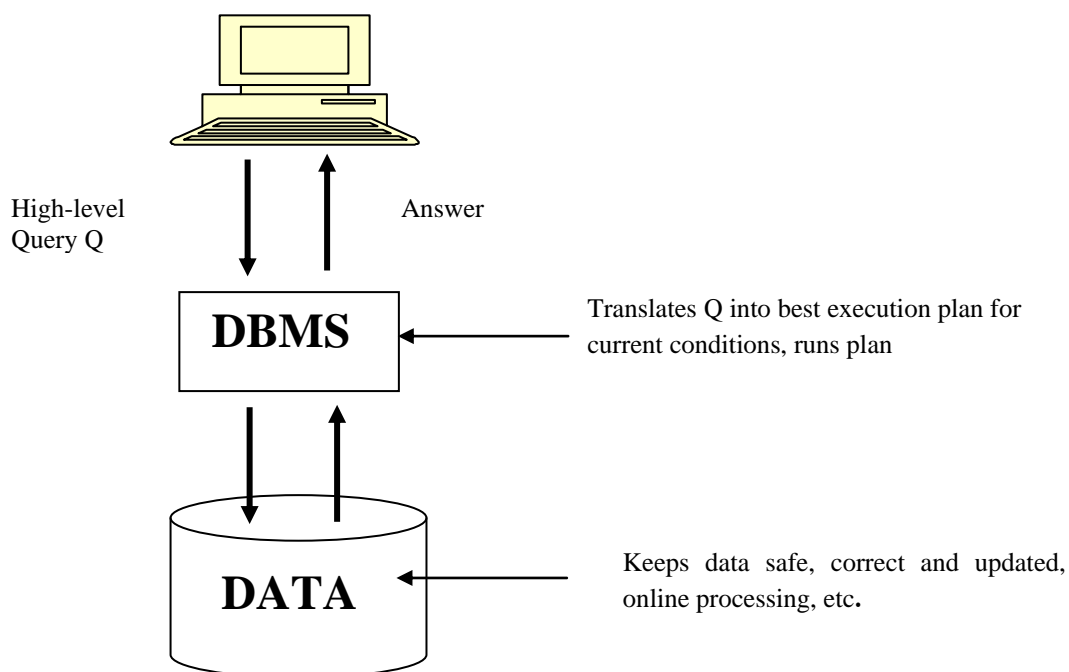 High-level
Query Q
Answer
DBMS
Translates Q into best execution plan for
current conditions, runs plan
DATA
Keeps data safe, correct and updated,
online processing, etc.